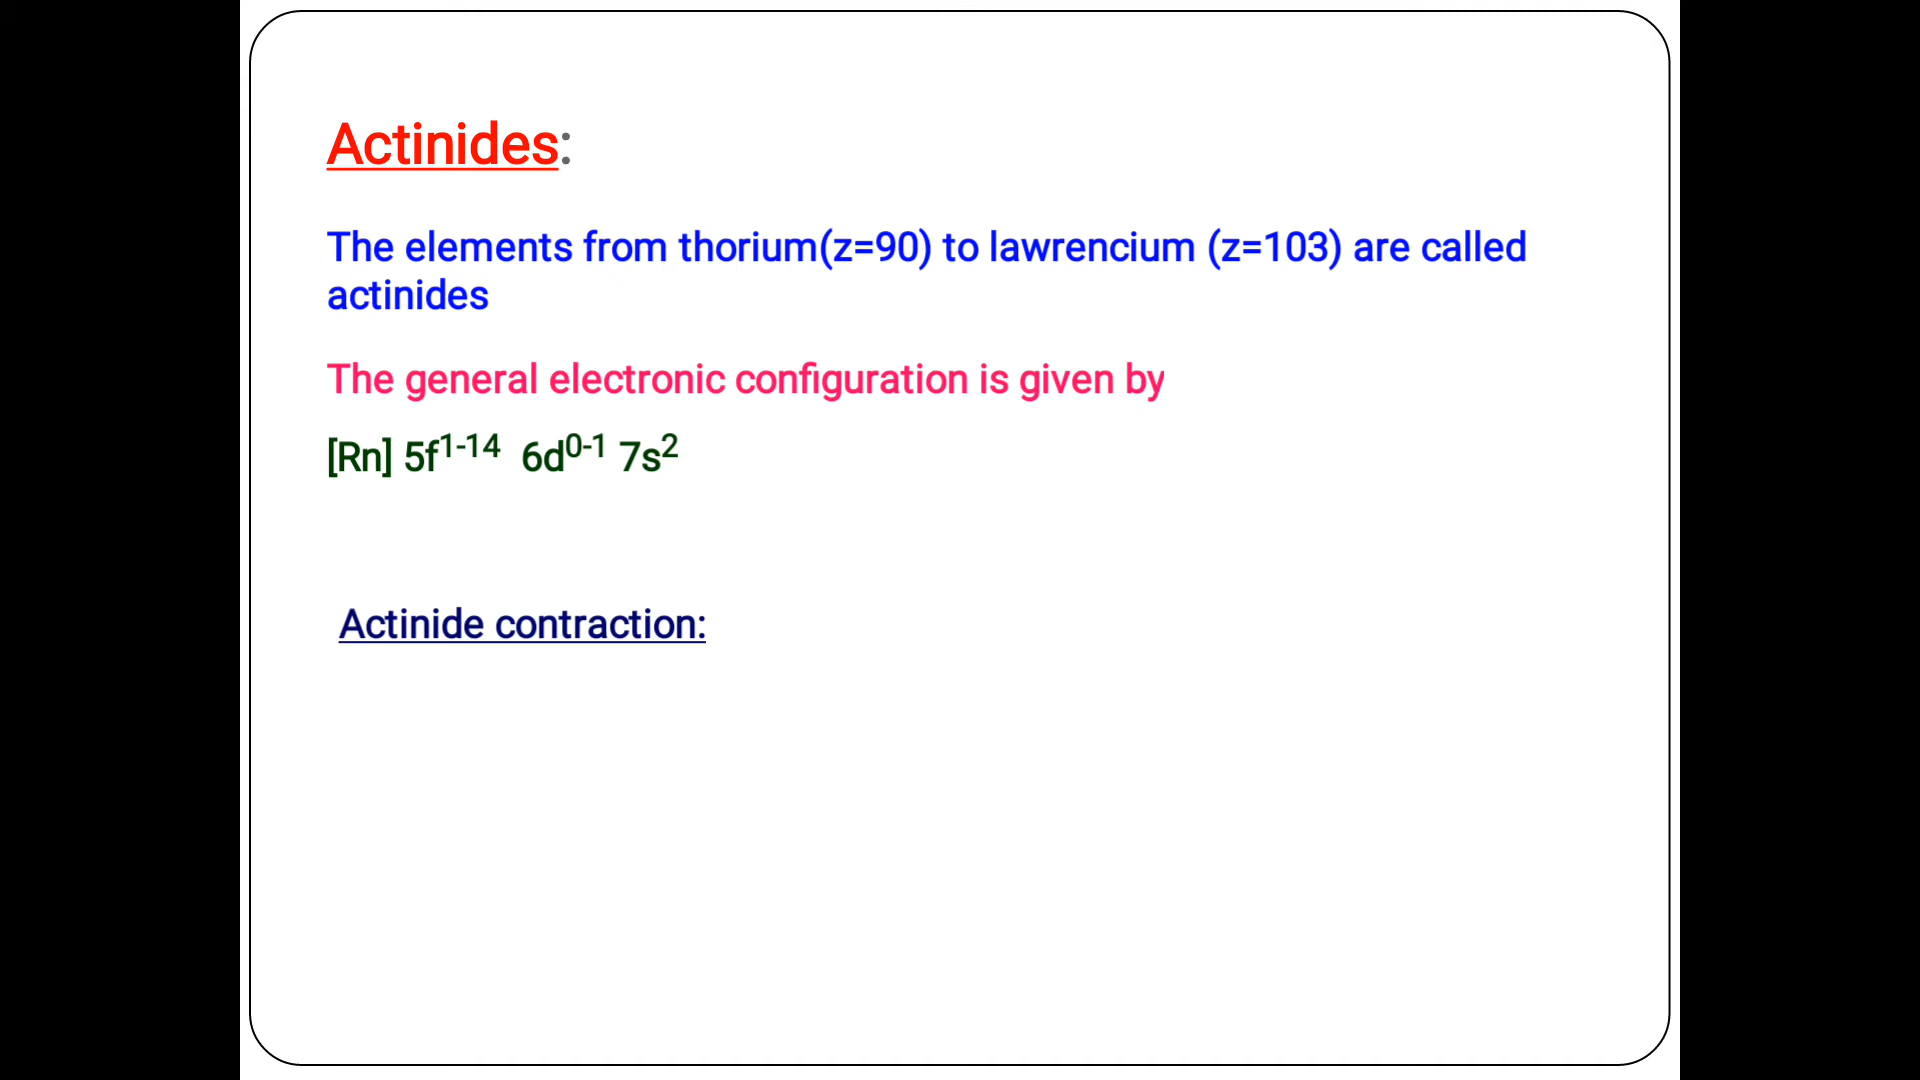 Actinides:
The elements from thorium(z=90) to lawrencium (z=103) are called
actinides
The general electronic configuration is given by
[Rn] 5f¹⁻¹⁴ 6d⁰⁻¹ 7s²
Actinide contraction: